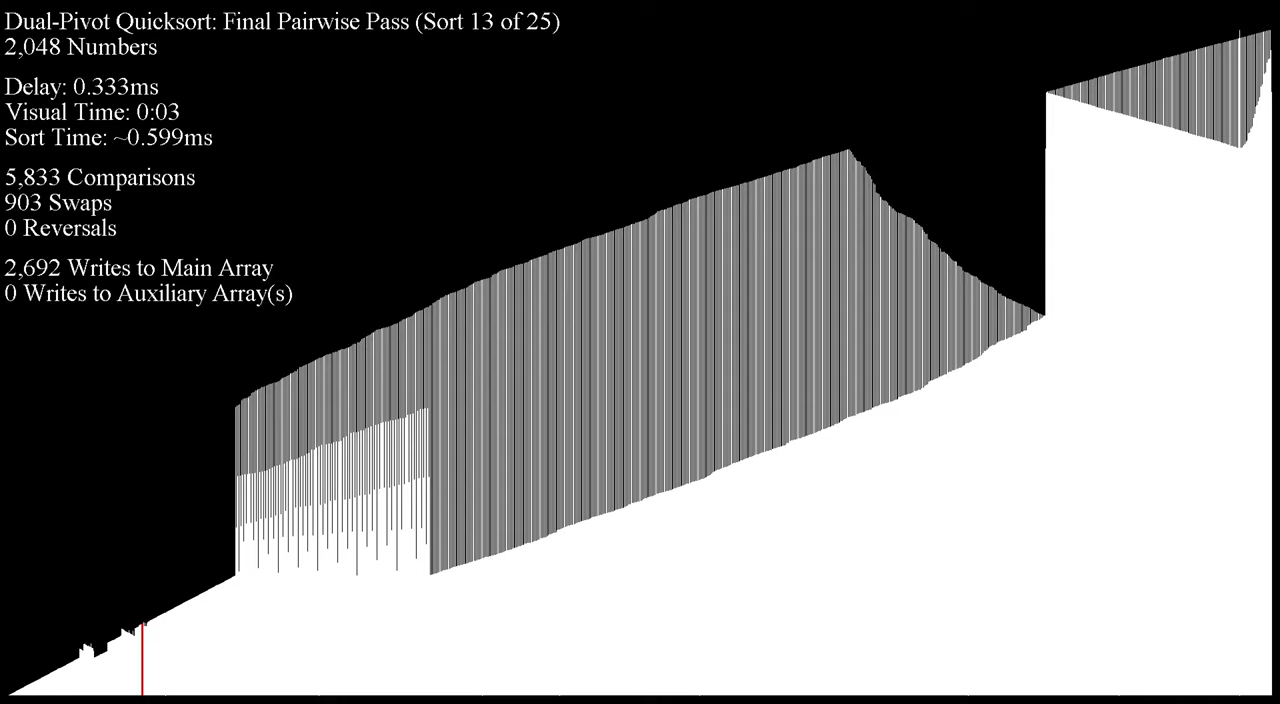 Dual-Pivot Quicksort: Final Pairwise Pass (Sort 13 of 25)
2,048 Numbers
Delay: 0.333ms
Visual Time: 0:03
Sort Time: ~0.599ms
5,833 Comparisons
903 Swaps
0 Reversals
2,692 Writes to Main Array
0 Writes to Auxiliary Array(s)